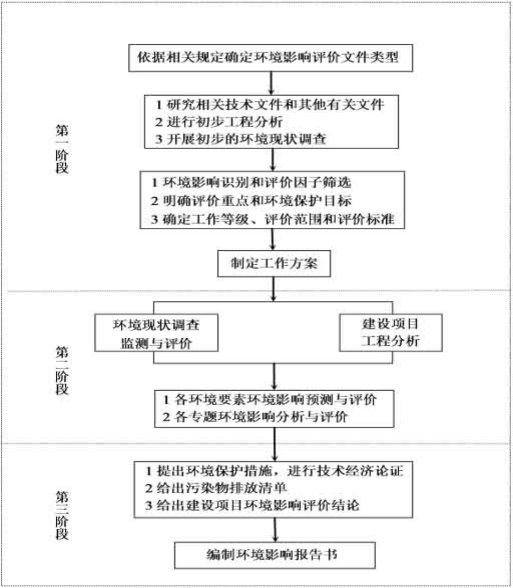 依据相关规定确定环境影响评价文件类型
1 研究相关技术文件和其他有关文件
2 进行初步工程分析
3 开展初步的环境现状调查
第一阶段
1 环境影响识别和评价因子筛选
2 明确评价重点和环境保护目标
3 确定工作等级、评价范围和评价标准
制定工作方案
环境现状调查
监测与评价
建设项目
工程分析
第二阶段
1 各环境要素环境影响预测与评价
2 各专题环境影响分析与评价
1 提出环境保护措施，进行技术经济论证
2 给出污染物排放清单
3 给出建设项目环境影响评价结论
第三阶段
编制环境影响报告书